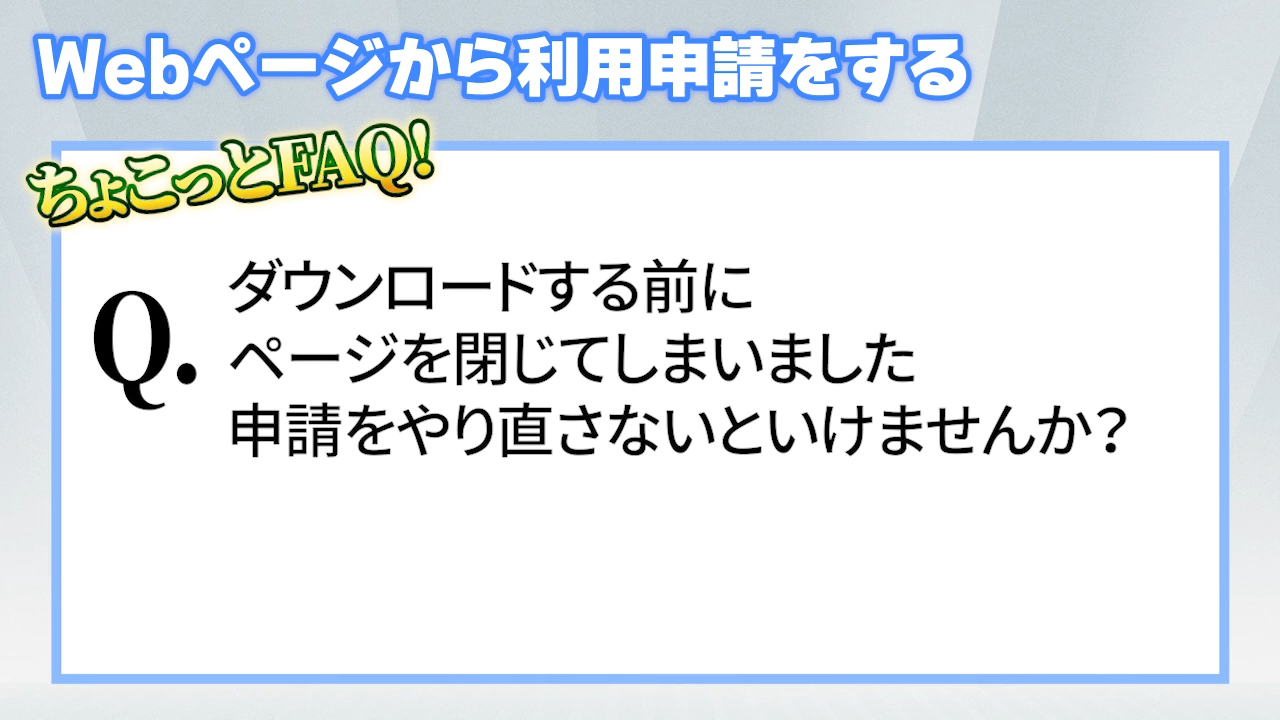 Webページから利用申請をする
ちょこっとFAQ!
Q.
ダウンロードする前に
ページを閉じてしまいました
申請をやり直さないといけませんか?